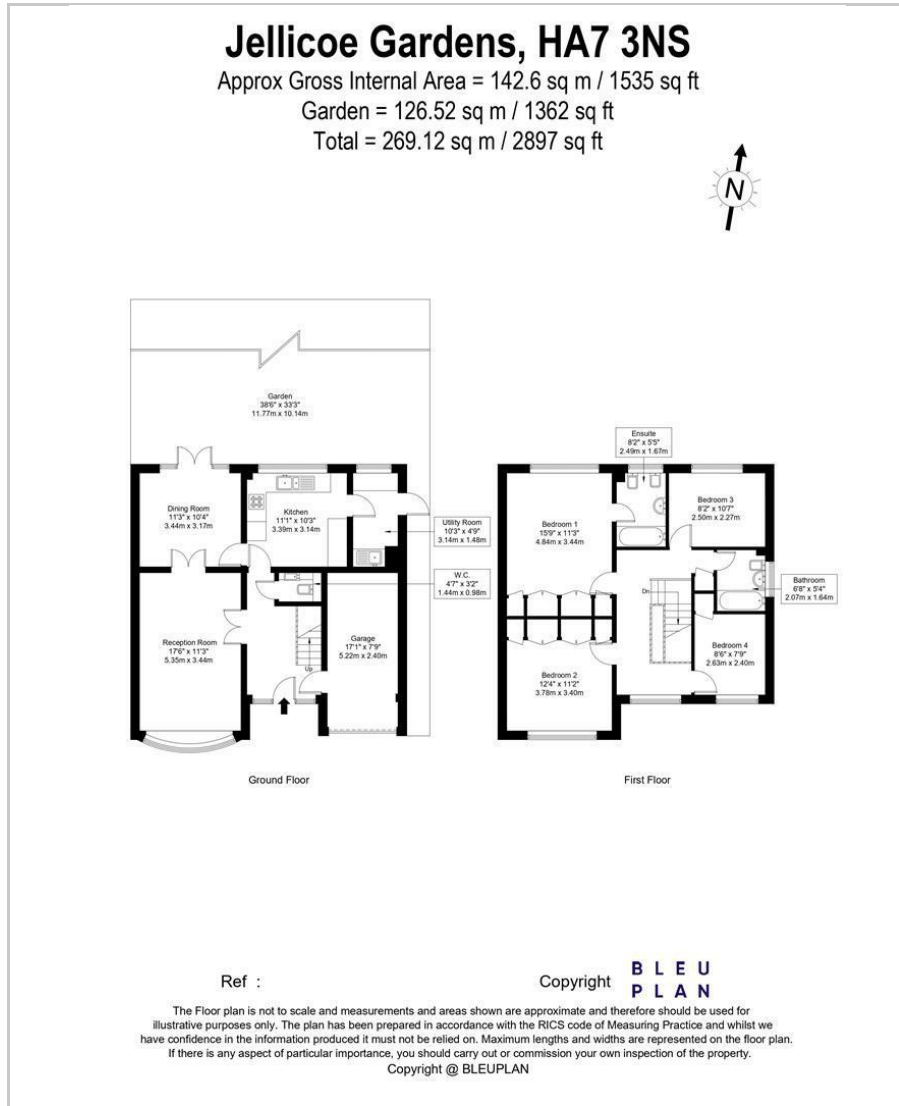 Jellicoe Gardens, HA7 3NS
Approx Gross Internal Area = 142.6 sq m / 1535 sq ft
Garden = 126.52 sq m / 1362 sq ft
Total = 269.12 sq m / 2897 sq ft
N
Garden
38'6" x 33'3"
11.77m x 10.14m
Dining Room
11'3" x 10'4"
3.44m x 3.17m
Kitchen
11'1" x 10'3"
3.39m x 3.14m
Utility Room
10'3" x 4'9"
3.14m x 1.48m
W.C.
4'7" x 3'2"
1.44m x 0.98m
Reception Room
17'6" x 11'3"
5.35m x 3.44m
Garage
17'1" x 7'9"
5.22m x 2.40m
Up
Ground Floor
Ensuite
8'2" x 5'5"
2.49m x 1.67m
Bedroom 1
15'9" x 11'3"
4.84m x 3.44m
Bedroom 3
8'2" x 10'7"
2.50m x 2.27m
Dn
Bathroom
6'8" x 5'4"
2.07m x 1.64m
Bedroom 4
8'6" x 7'9"
2.63m x 2.40m
Bedroom 2
12'4" x 11'2"
3.78m x 3.40m
First Floor
Ref :
Copyright
BLEU
PLAN
The Floor plan is not to scale and measurements and areas shown are approximate and therefore should be used for
illustrative purposes only. The plan has been prepared in accordance with the RICS code of Measuring Practice and whilst we
have confidence in the information produced it must not be relied on. Maximum lengths and widths are represented on the floor plan.
If there is any aspect of particular importance, you should carry out or commission your own inspection of the property.
Copyright @ BLEUPLAN